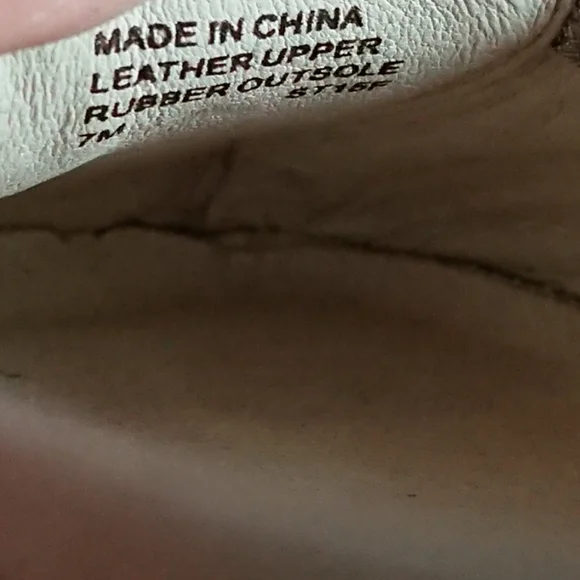 MADE IN CHINA
LEATHER UPPER
RUBBER OUTSOLE
ST15F
7M